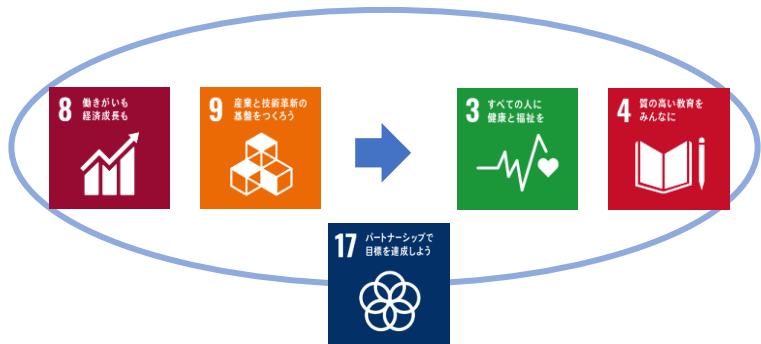 8 働きがいも
経済成長も
9 産業と技術革新の
基盤をつくろう
3 すべての人に
健康と福祉を
4 質の高い教育を
みんなに
17 パートナーシップで
目標を達成しよう